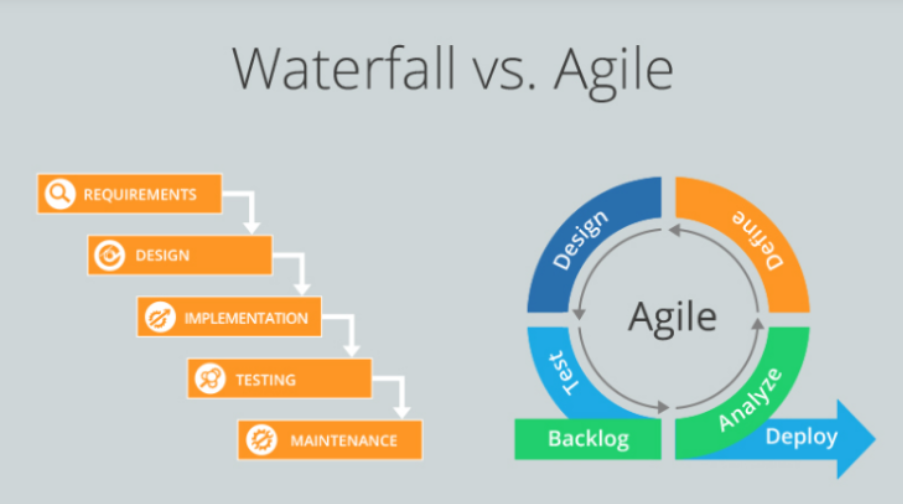 Waterfall vs. Agile
REQUIREMENTS
DESIGN
IMPLEMENTATION
TESTING
MAINTENANCE
Design
Define
Agile
Test
Analyze
Backlog
Deploy